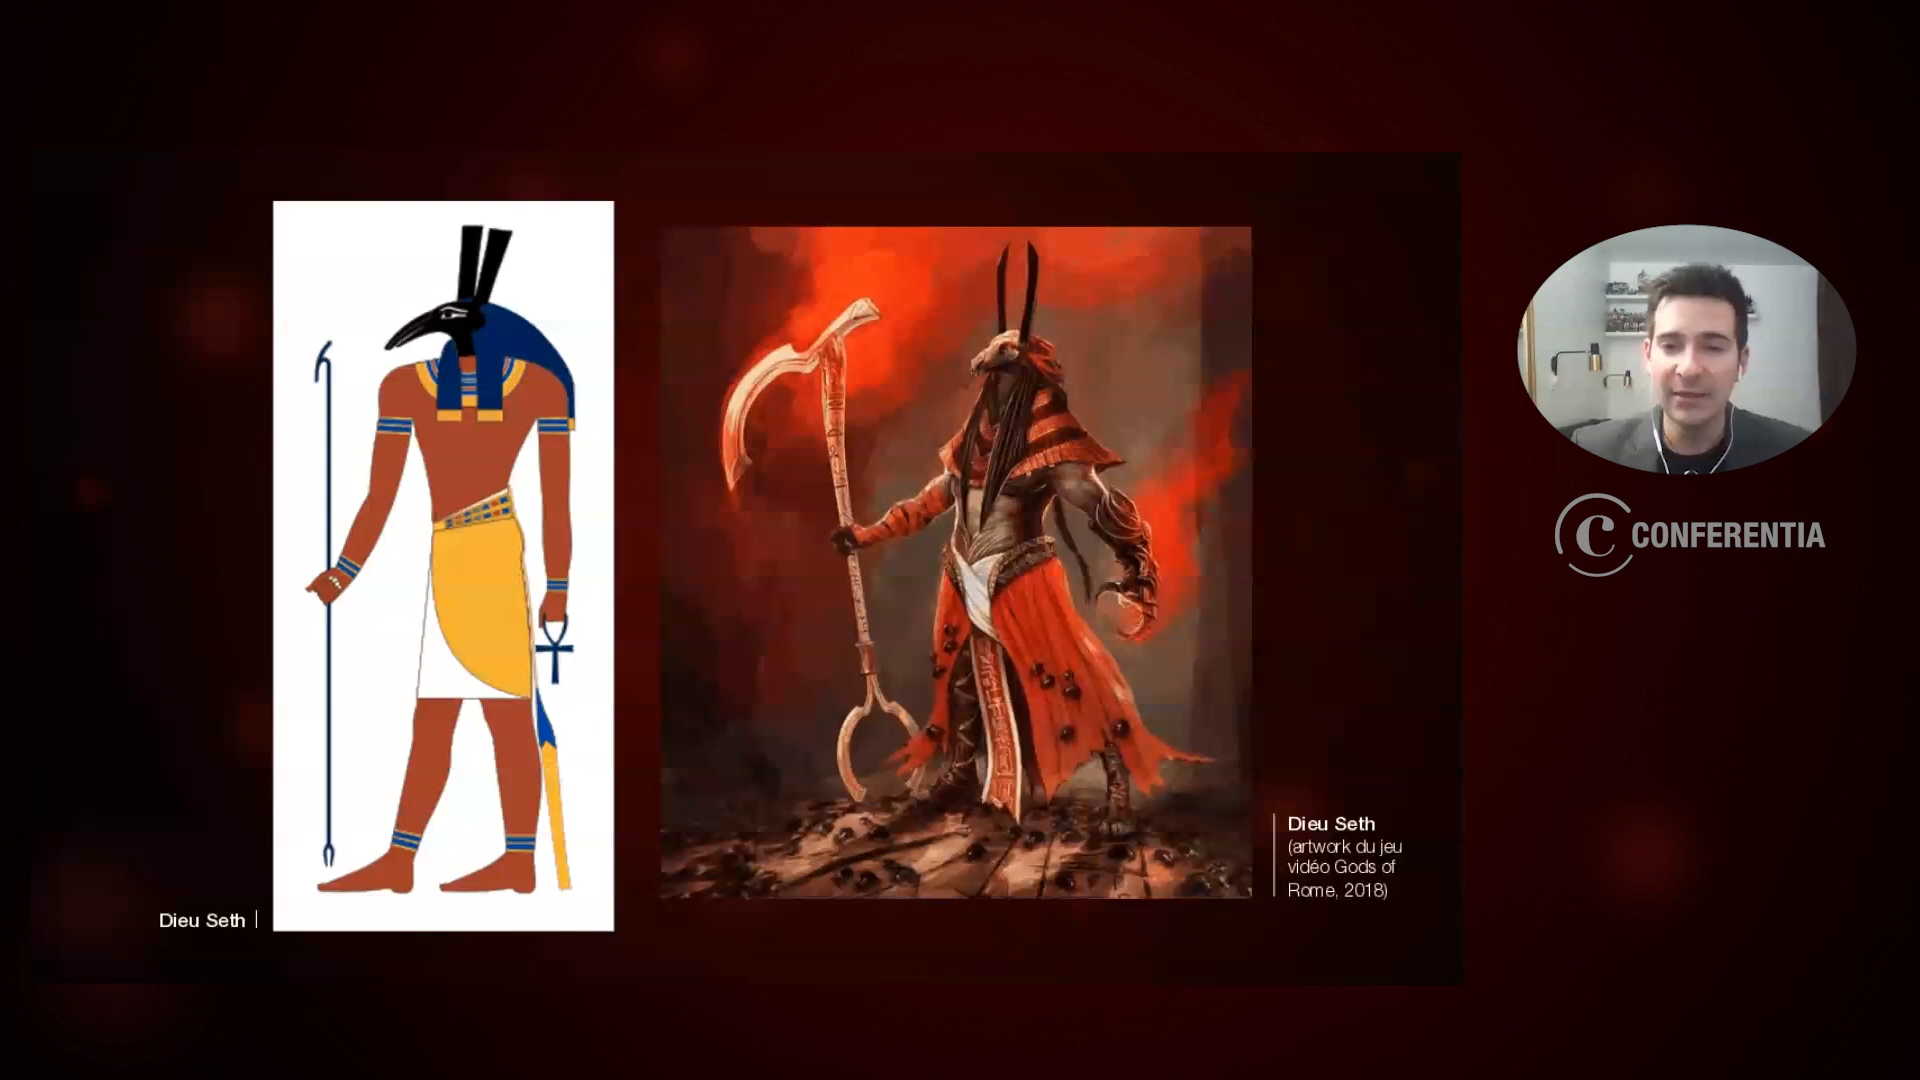 Dieu Seth
Dieu Seth
(artwork du jeu
vidéo Gods of
Rome, 2018)
C CONFERENTIA